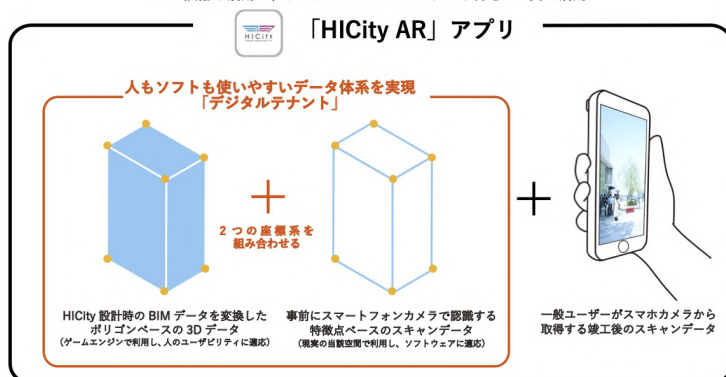 HICity
「HICity AR」アプリ
人もソフトも使いやすいデータ体系を実現
「デジタルテナント」
2つの座標系を
組み合わせる
HICity 設計時の BIM データを変換した
ポリゴンベースの 3D データ
（ゲームエンジンで利用し、人のユーザビリティに適応）
事前にスマートフォンカメラで認識する
特徴点ベースのスキャンデータ
（現実の当該空間で利用し、ソフトウェアに適応）
一般ユーザーがスマホカメラから
取得する竣工後のスキャンデータ